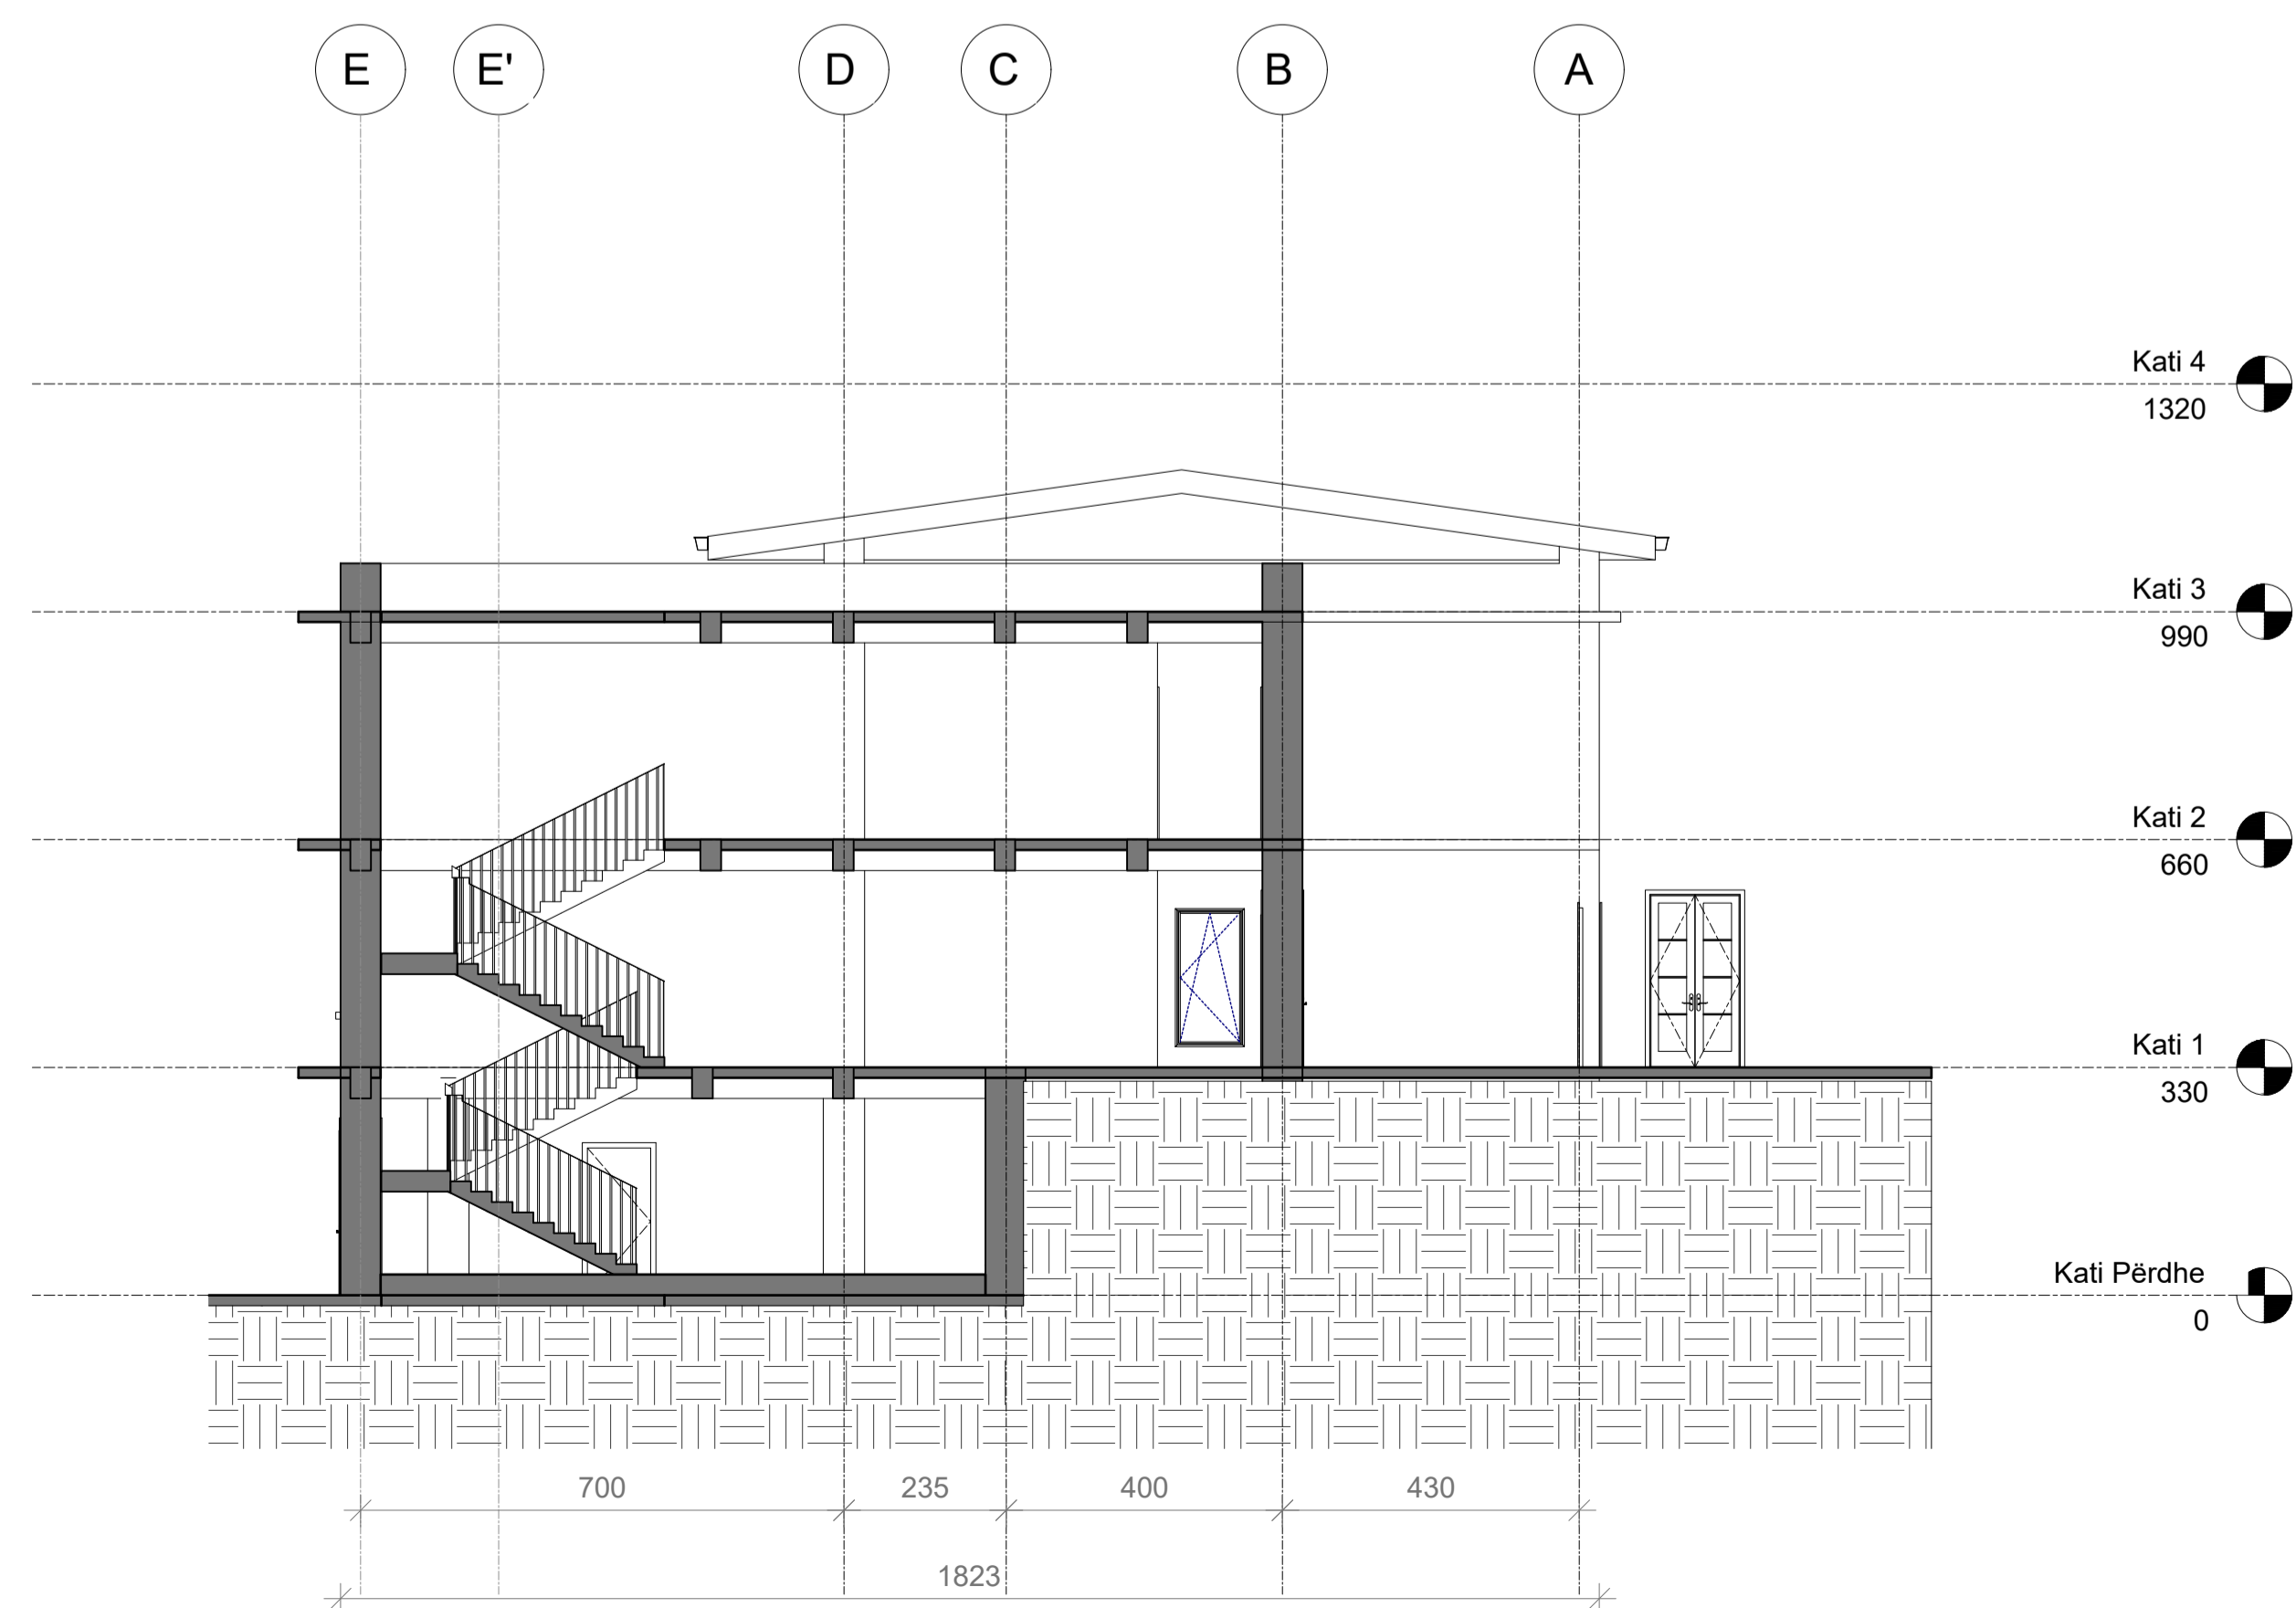 E E' D C B A
Kati 4
1320
Kati 3
990
Kati 2
660
Kati 1
330
Kati Përdhe
0
700 235 400 430
1823